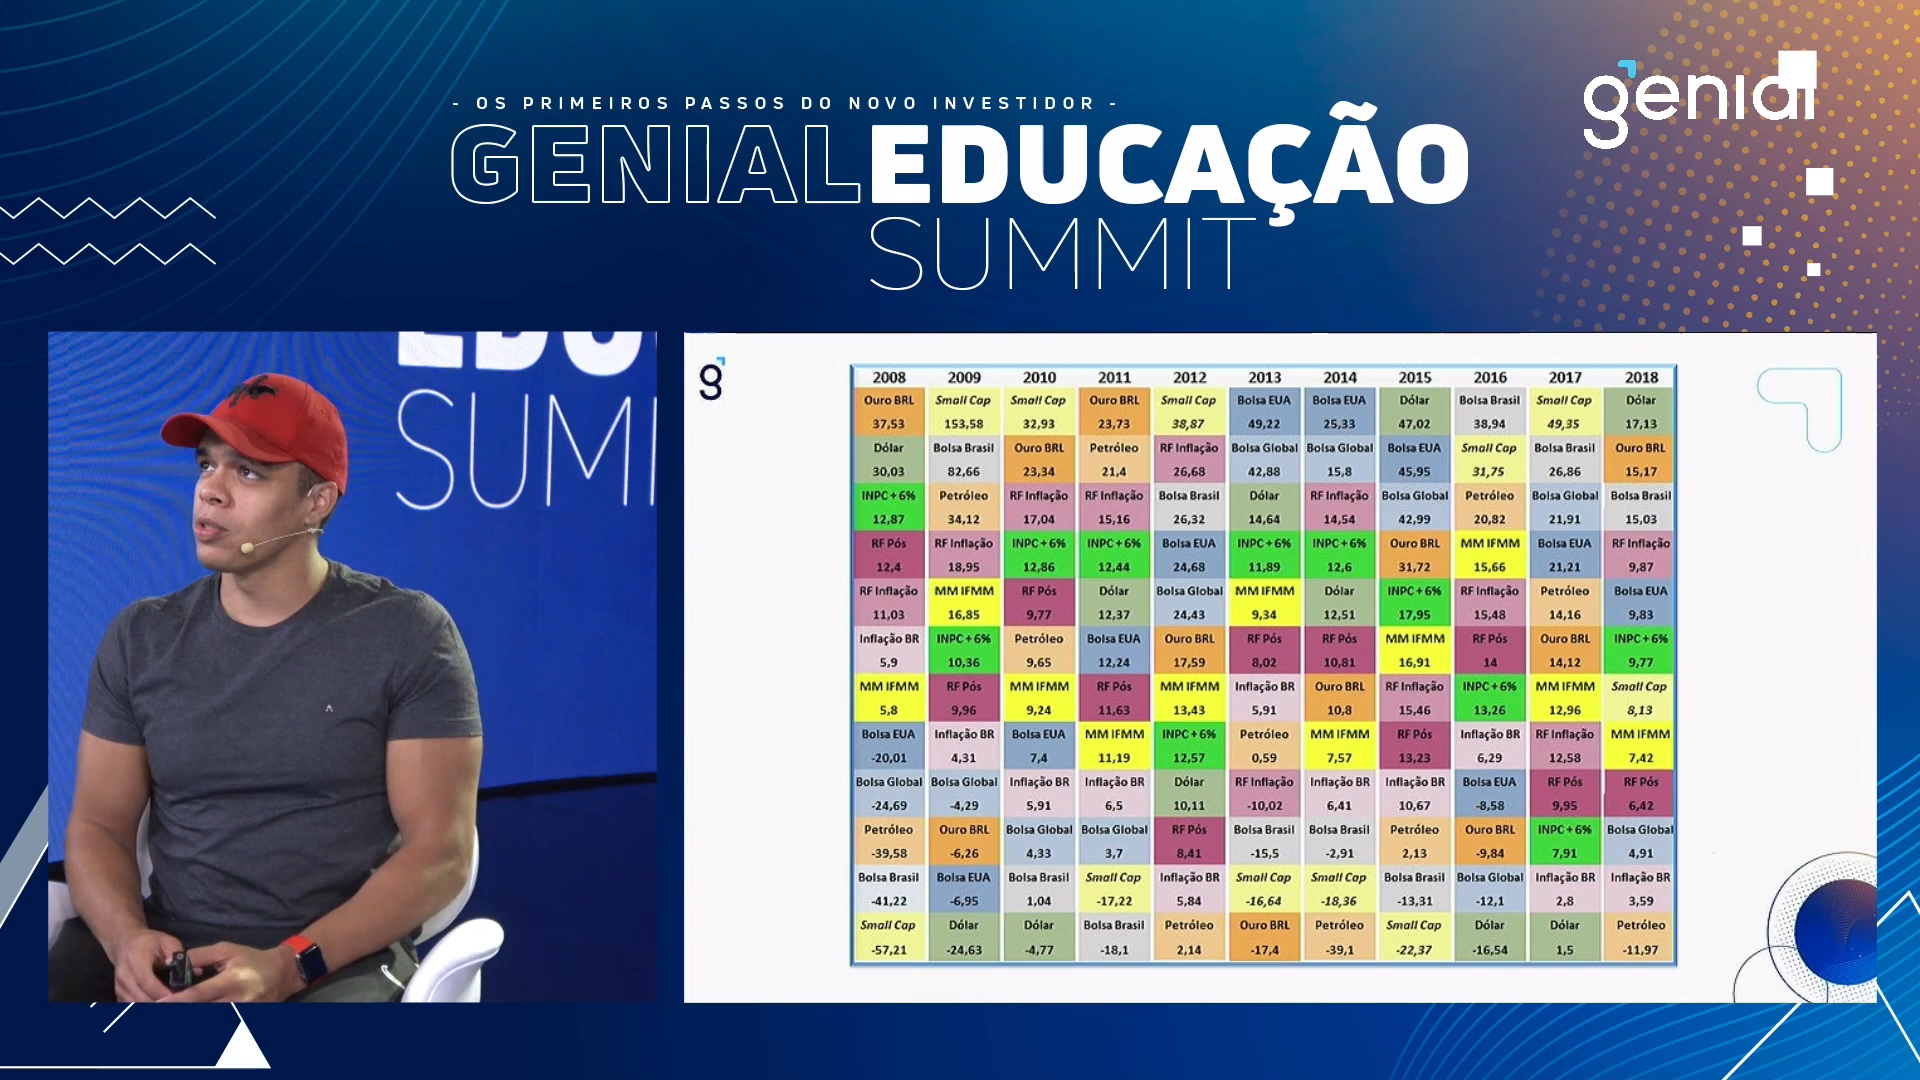 - OS PRIMEIROS PASSOS DO NOVO INVESTIDOR -
genial
GENIALEDUCAÇÃO
SUMMIT
EDU
SUMM
g
2008 2009 2010 2011 2012 2013 2014 2015 2016 2017 2018
Ouro BRL Small Cap Small Cap Ouro BRL Small Cap Bolsa EUA Bolsa EUA Dólar Bolsa Brasil Small Cap Dólar
37,53 153,58 32,93 23,73 38,87 49,22 25,33 47,02 38,94 49,35 17,13
Dólar Bolsa Brasil Ouro BRL Petróleo RF Inflação Bolsa Global Bolsa Global Bolsa EUA Small Cap Bolsa Brasil Ouro BRL
30,03 82,66 23,34 21,4 26,68 42,88 15,8 45,95 31,75 26,86 15,17
INPC + 6% Petróleo RF Inflação RF Inflação Bolsa Brasil Dólar RF Inflação Bolsa Global Petróleo Bolsa Global Bolsa Brasil
12,87 34,12 17,04 15,16 26,32 14,64 14,54 42,99 20,82 21,91 15,03
RF Pós RF Inflação INPC + 6% INPC + 6% Bolsa EUA INPC + 6% INPC + 6% Ouro BRL MM IFMM Bolsa EUA RF Inflação
12,4 18,95 12,86 12,44 24,68 11,89 12,6 31,72 15,66 21,21 9,87
RF Inflação MM IFMM RF Pós Dólar Bolsa Global MM IFMM Dólar INPC + 6% RF Inflação Petróleo Bolsa EUA
11,03 16,85 9,77 12,37 24,43 9,34 12,51 17,95 15,48 14,16 9,83
Inflação BR INPC + 6% Petróleo Bolsa EUA Ouro BRL RF Pós RF Pós MM IFMM RF Pós Ouro BRL INPC + 6%
5,9 10,36 9,65 12,24 17,59 8,02 10,81 16,91 14 14,12 9,77
MM IFMM RF Pós MM IFMM RF Pós MM IFMM Inflação BR Ouro BRL RF Inflação INPC + 6% MM IFMM Small Cap
5,8 9,96 9,24 11,63 13,43 5,91 10,8 15,46 13,26 12,96 8,13
Bolsa EUA Inflação BR Bolsa EUA MM IFMM INPC + 6% Petróleo MM IFMM RF Pós Inflação BR RF Inflação MM IFMM
-20,01 4,31 7,4 11,19 12,57 0,59 7,57 13,23 6,29 12,58 7,42
Bolsa Global Bolsa Global Inflação BR Inflação BR Dólar RF Inflação Inflação BR Inflação BR Bolsa EUA RF Pós RF Pós
-24,69 -4,29 5,91 6,5 10,11 -10,02 6,41 10,67 -8,58 9,95 6,42
Petróleo Ouro BRL Bolsa Global Bolsa Global RF Pós Bolsa Brasil Bolsa Brasil Petróleo Ouro BRL INPC + 6% Bolsa Global
-39,58 -6,26 4,33 3,7 8,41 -15,5 -2,91 2,13 -9,84 7,91 4,91
Bolsa Brasil Bolsa EUA Bolsa Brasil Small Cap Inflação BR Small Cap Small Cap Bolsa Brasil Bolsa Global Inflação BR Inflação BR
-41,22 -6,95 1,04 -17,22 5,84 -16,64 -18,36 -13,31 -12,1 2,8 3,59
Small Cap Dólar Dólar Bolsa Brasil Petróleo Ouro BRL Petróleo Small Cap Dólar Dólar Petróleo
-57,21 -24,63 -4,77 -18,1 2,14 -17,4 -39,1 -22,37 -16,54 1,5 -11,97